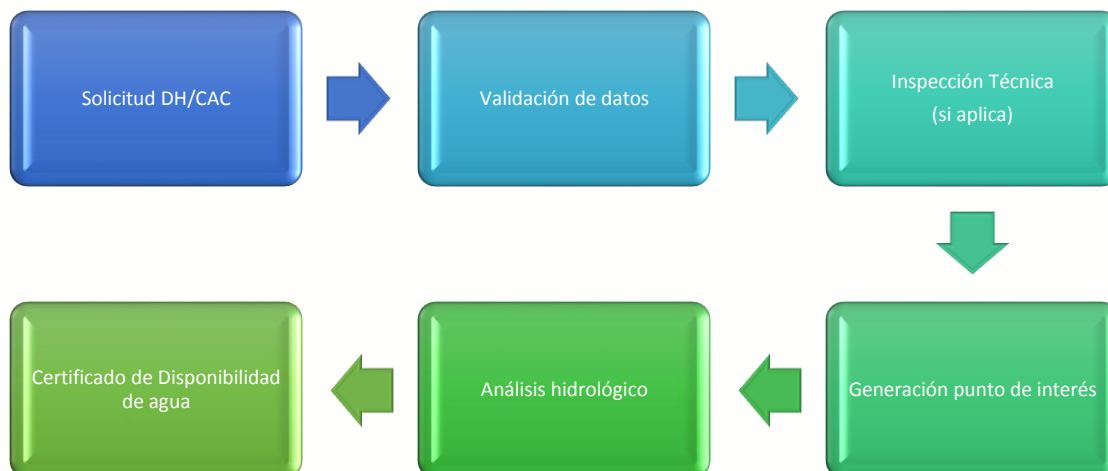 Solicitud DH/CAC
Validación de datos
Inspección Técnica
(si aplica)
Generación punto de interés
Análisis hidrológico
Certificado de Disponibilidad
de agua